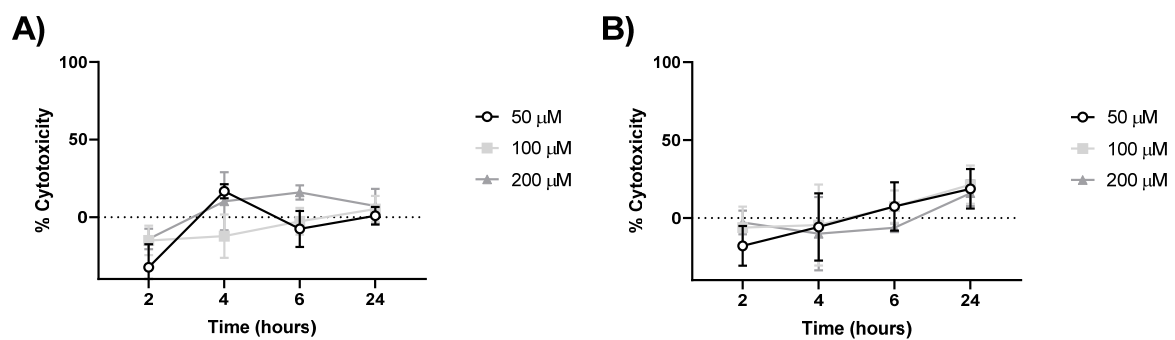 A)
100
50
0
% Cytotoxicity
2 4 6 24
Time (hours)
50 μM
100 μM
200 μM
B)
100
50
0
% Cytotoxicity
2 4 6 24
Time (hours)
50 μM
100 μM
200 μM